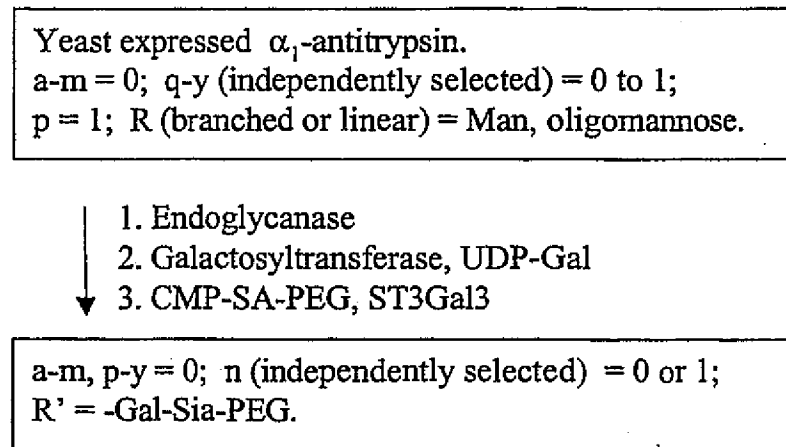 Yeast expressed α₁-antitrypsin.
a-m = 0; q-y (independently selected) = 0 to 1;
p = 1; R (branched or linear) = Man, oligomannose.
1. Endoglycanase
2. Galactosyltransferase, UDP-Gal
3. CMP-SA-PEG, ST3Gal3
a-m, p-y = 0; n (independently selected) = 0 or 1;
R’ = -Gal-Sia-PEG.